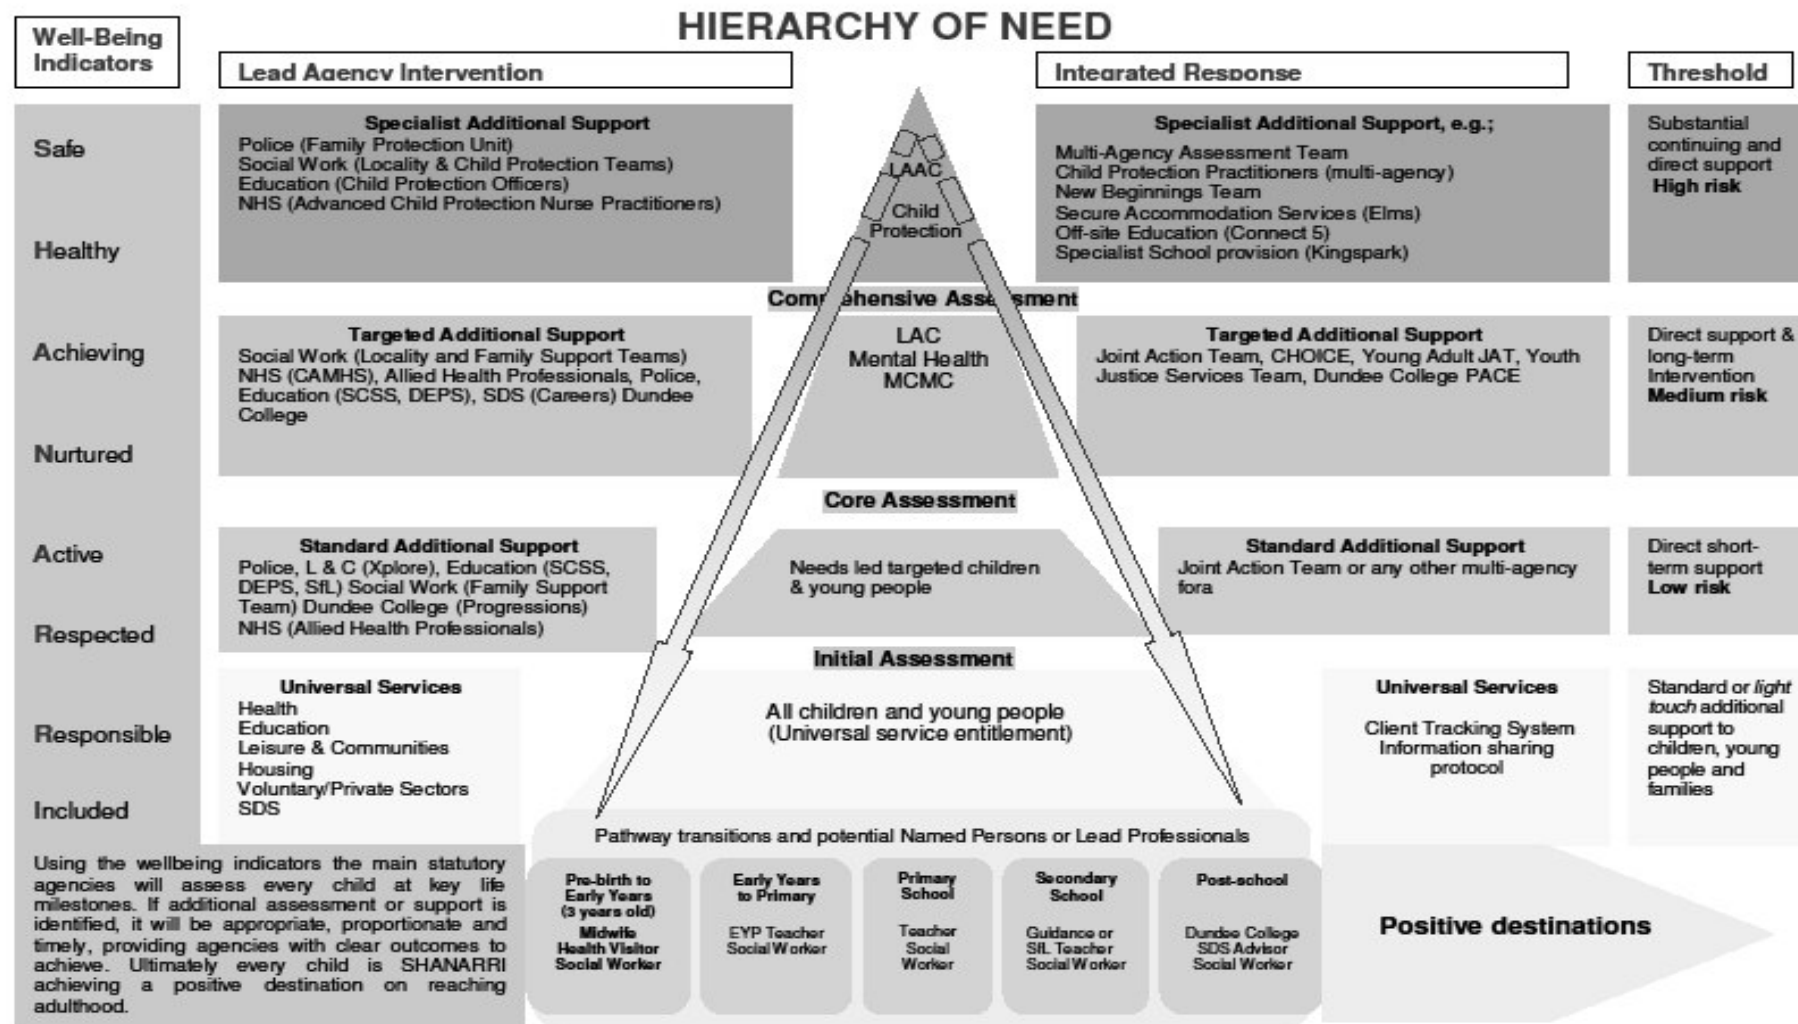 HIERARCHY OF NEED
Well-Being
Indicators
Lead Agency Intervention
Integrated Response
Threshold
Safe
Healthy
Achieving
Nurtured
Active
Respected
Responsible
Included
Specialist Additional Support
Police (Family Protection Unit)
Social Work (Locality & Child Protection Teams)
Education (Child Protection Officers)
NHS (Advanced Child Protection Nurse Practitioners)
LAAC
Child
Protection
Specialist Additional Support, e.g.;
Multi-Agency Assessment Team
Child Protection Practitioners (multi-agency)
New Beginnings Team
Secure Accommodation Services (Elms)
Off-site Education (Connect 5)
Specialist School provision (Kingspark)
Substantial
continuing and
direct support
High risk
Comprehensive Assessment
Targeted Additional Support
Social Work (Locality and Family Support Teams)
NHS (CAMHS), Allied Health Professionals, Police,
Education (SCSS, DEPS), SDS (Careers) Dundee
College
LAC
Mental Health
MCMC
Targeted Additional Support
Joint Action Team, CHOICE, Young Adult JAT, Youth
Justice Services Team, Dundee College PACE
Direct support &
long-term
Intervention
Medium risk
Core Assessment
Standard Additional Support
Police, L & C (Xplore), Education (SCSS,
DEPS, SfL) Social Work (Family Support
Team) Dundee College (Progressions)
NHS (Allied Health Professionals)
Needs led targeted children
& young people
Standard Additional Support
Joint Action Team or any other multi-agency
fora
Direct short-
term support
Low risk
Initial Assessment
Universal Services
Health
Education
Leisure & Communities
Housing
Voluntary/Private Sectors
SDS
All children and young people
(Universal service entitlement)
Universal Services
Client Tracking System
Information sharing
protocol
Standard or light
touch additional
support to
children, young
people and
families
Pathway transitions and potential Named Persons or Lead Professionals
Using the wellbeing indicators the main statutory
agencies will assess every child at key life
milestones. If additional assessment or support is
identified, it will be appropriate, proportionate and
timely, providing agencies with clear outcomes to
achieve. Ultimately every child is SHANARRI
achieving a positive destination on reaching
adulthood.
Pre-birth to
Early Years
(3 years old)
Midwife
Health Visitor
Social Worker
Early Years
to Primary
EYP Teacher
Social Worker
Primary
School
Teacher
Social
Worker
Secondary
School
Guidance or
SfL Teacher
Social Worker
Post-school
Dundee College
SDS Advisor
Social Worker
Positive destinations